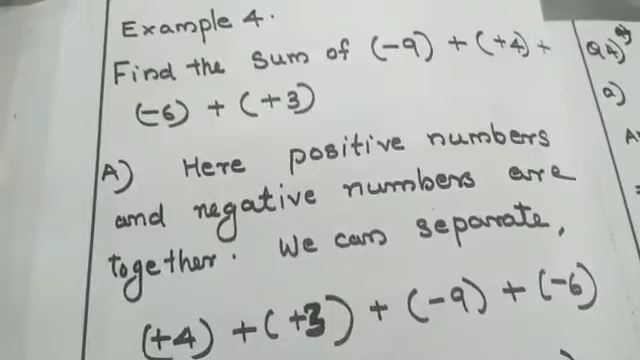 Example 4.
Find the sum of (-9) + (+4) +
(-6) + (+3)
A) Here positive numbers
and negative numbers are
together. We can separate,
(+4) + (+3) + (-9) + (-6)
a)